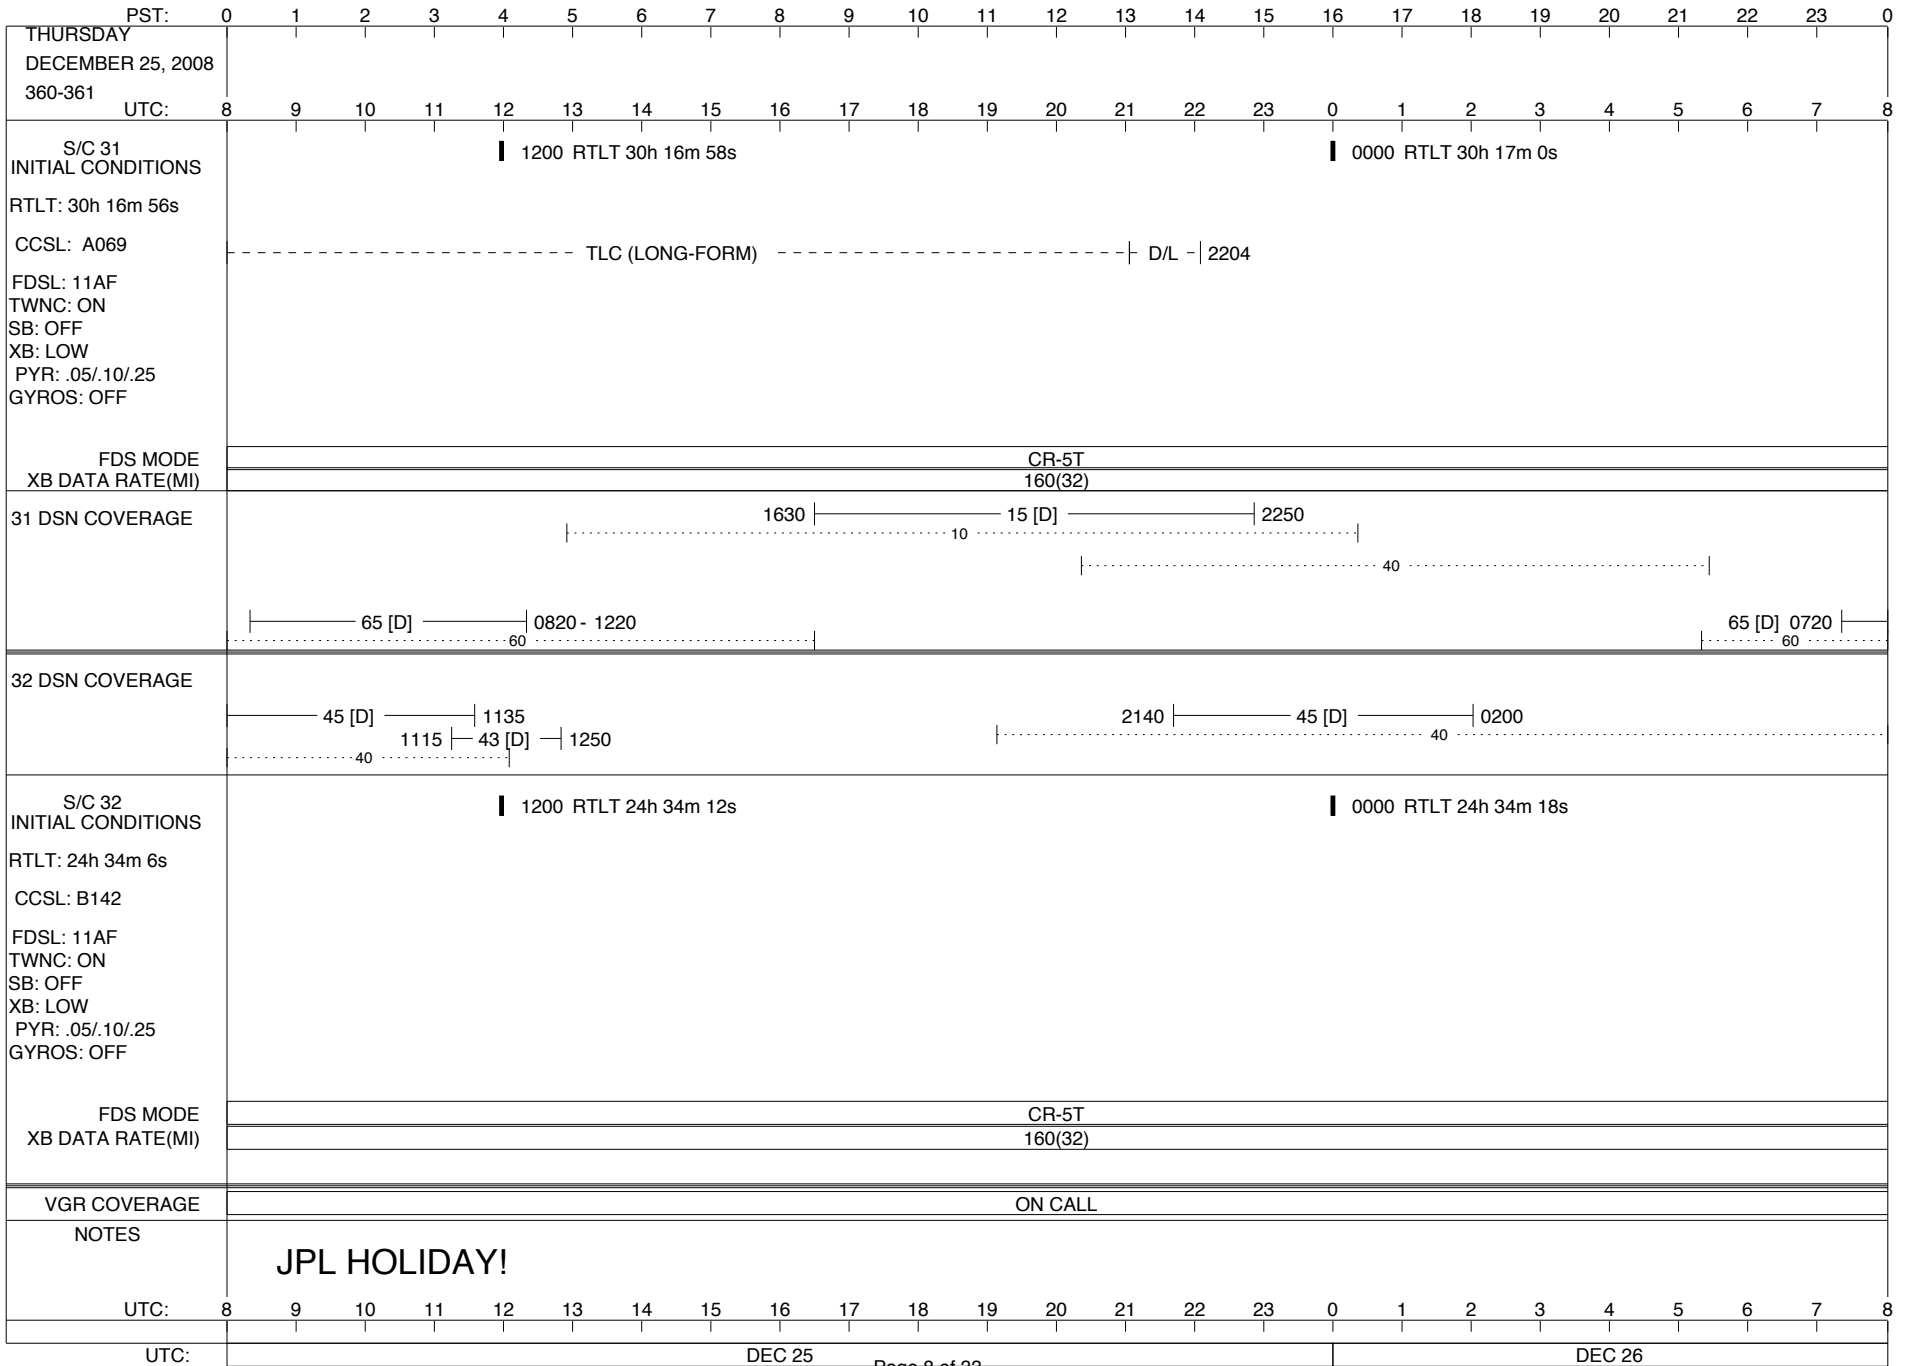 PST: 0 1 2 3 4 5 6 7 8 9 10 11 12 13 14 15 16 17 18 19 20 21 22 23 0
THURSDAY
DECEMBER 25, 2008
360-361
UTC: 8 9 10 11 12 13 14 15 16 17 18 19 20 21 22 23 0 1 2 3 4 5 6 7 8
S/C 31
INITIAL CONDITIONS
1200 RTLT 30h 16m 58s
0000 RTLT 30h 17m 0s
RTLT: 30h 16m 56s
CCSL: A069
TLC (LONG-FORM)
D/L
2204
FDSL: 11AF
TWNC: ON
SB: OFF
XB: LOW
PYR: .05/.10/.25
GYROS: OFF
FDS MODE
CR-5T
XB DATA RATE(MI)
160(32)
31 DSN COVERAGE
1630 15 [D] 2250
10
40
65 [D] 0820 - 1220
65 [D] 0720
60
60
32 DSN COVERAGE
45 [D] 1135
2140 45 [D] 0200
1115 43 [D] 1250
40
40
S/C 32
INITIAL CONDITIONS
1200 RTLT 24h 34m 12s
0000 RTLT 24h 34m 18s
RTLT: 24h 34m 6s
CCSL: B142
FDSL: 11AF
TWNC: ON
SB: OFF
XB: LOW
PYR: .05/.10/.25
GYROS: OFF
FDS MODE
CR-5T
XB DATA RATE(MI)
160(32)
VGR COVERAGE
ON CALL
NOTES
JPL HOLIDAY!
UTC: 8 9 10 11 12 13 14 15 16 17 18 19 20 21 22 23 0 1 2 3 4 5 6 7 8
UTC: DEC 25 DEC 26
Page 8 of 22